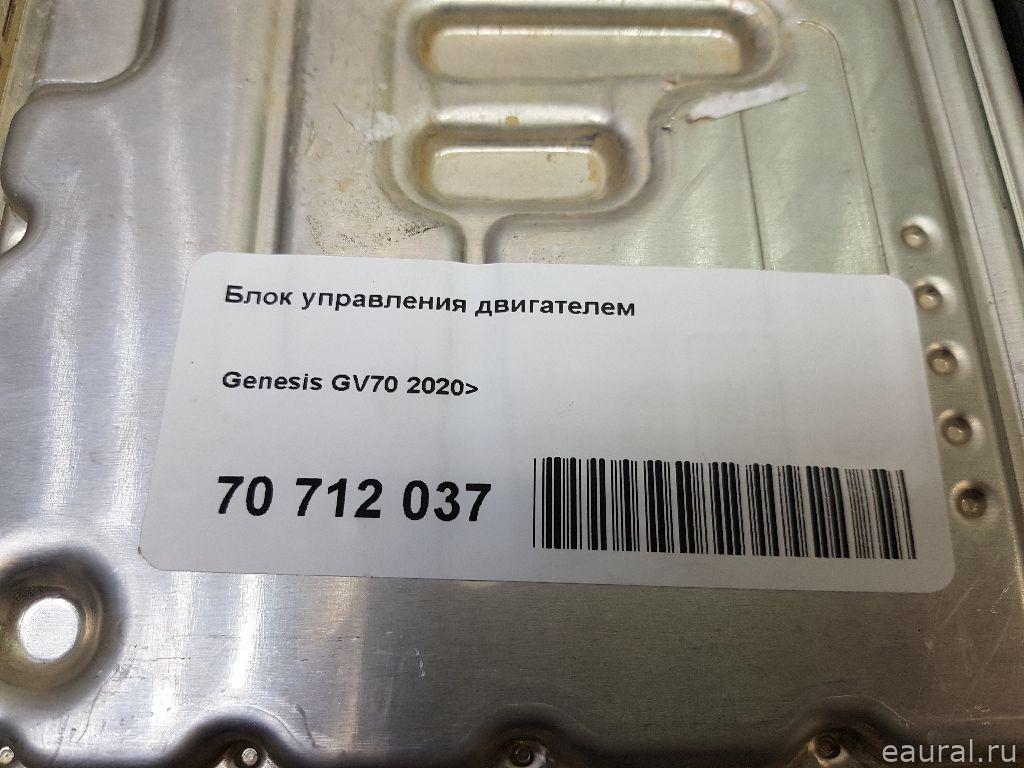 Блок управления двигателем
Genesis GV70 2020>
70 712 037
eaural.ru